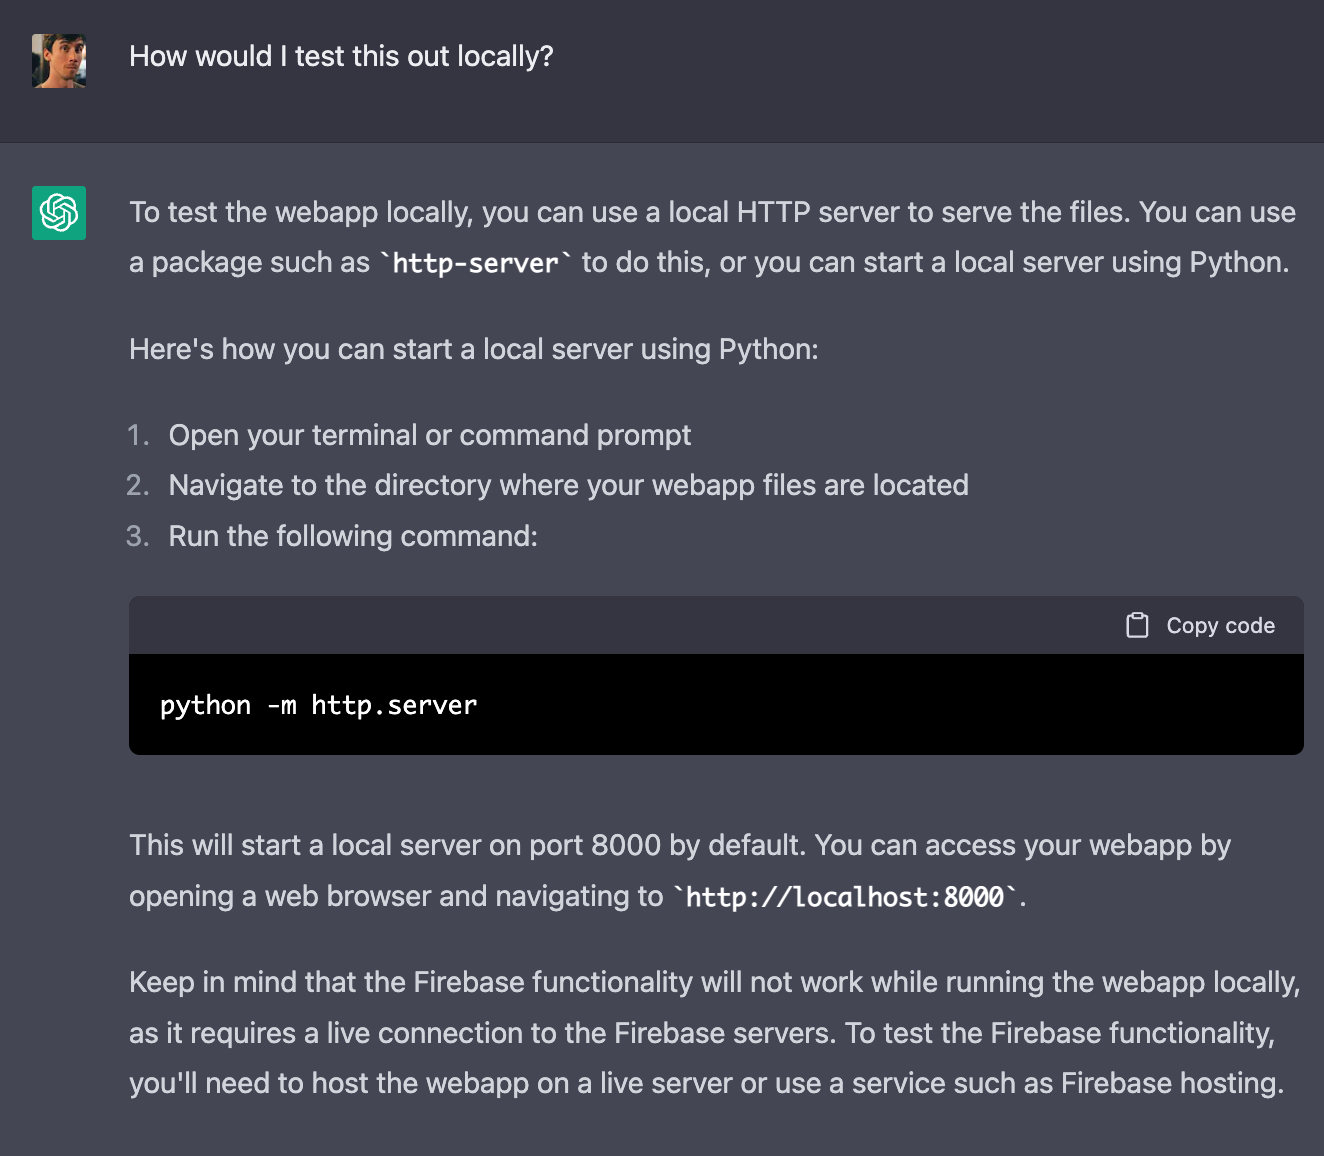 How would I test this out locally?
To test the webapp locally, you can use a local HTTP server to serve the files. You can use
a package such as `http-server` to do this, or you can start a local server using Python.
Here's how you can start a local server using Python:
1. Open your terminal or command prompt
2. Navigate to the directory where your webapp files are located
3. Run the following command:
Copy code
python -m http.server
This will start a local server on port 8000 by default. You can access your webapp by
opening a web browser and navigating to `http://localhost:8000`.
Keep in mind that the Firebase functionality will not work while running the webapp locally,
as it requires a live connection to the Firebase servers. To test the Firebase functionality,
you'll need to host the webapp on a live server or use a service such as Firebase hosting.